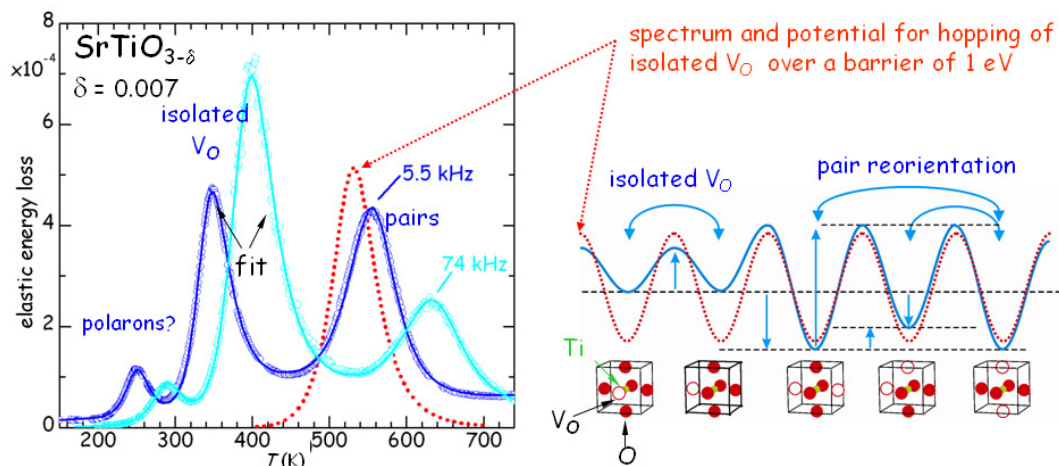 SrTiO3-δ
δ = 0.007
×10-4
8
6
4
2
0
elastic energy loss
200
300
400
500
600
700
T (K)
isolated
VO
fit
polarons?
5.5 kHz
pairs
74 kHz
spectrum and potential for hopping of
isolated VO over a barrier of 1 eV
isolated VO
pair reorientation
Ti
VO
O